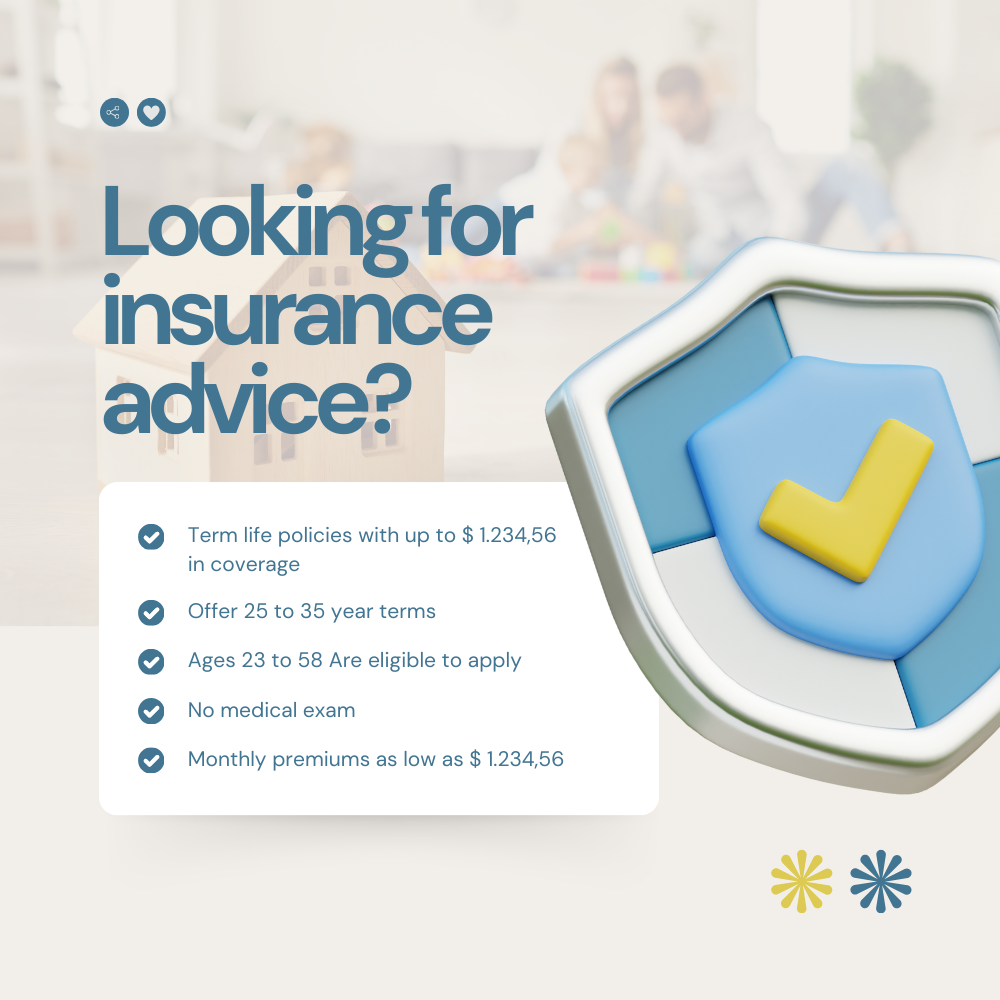 Looking for
insurance
advice?
Term life policies with up to $ 1.234,56
in coverage
Offer 25 to 35 year terms
Ages 23 to 58 Are eligible to apply
No medical exam
Monthly premiums as low as $ 1.234,56